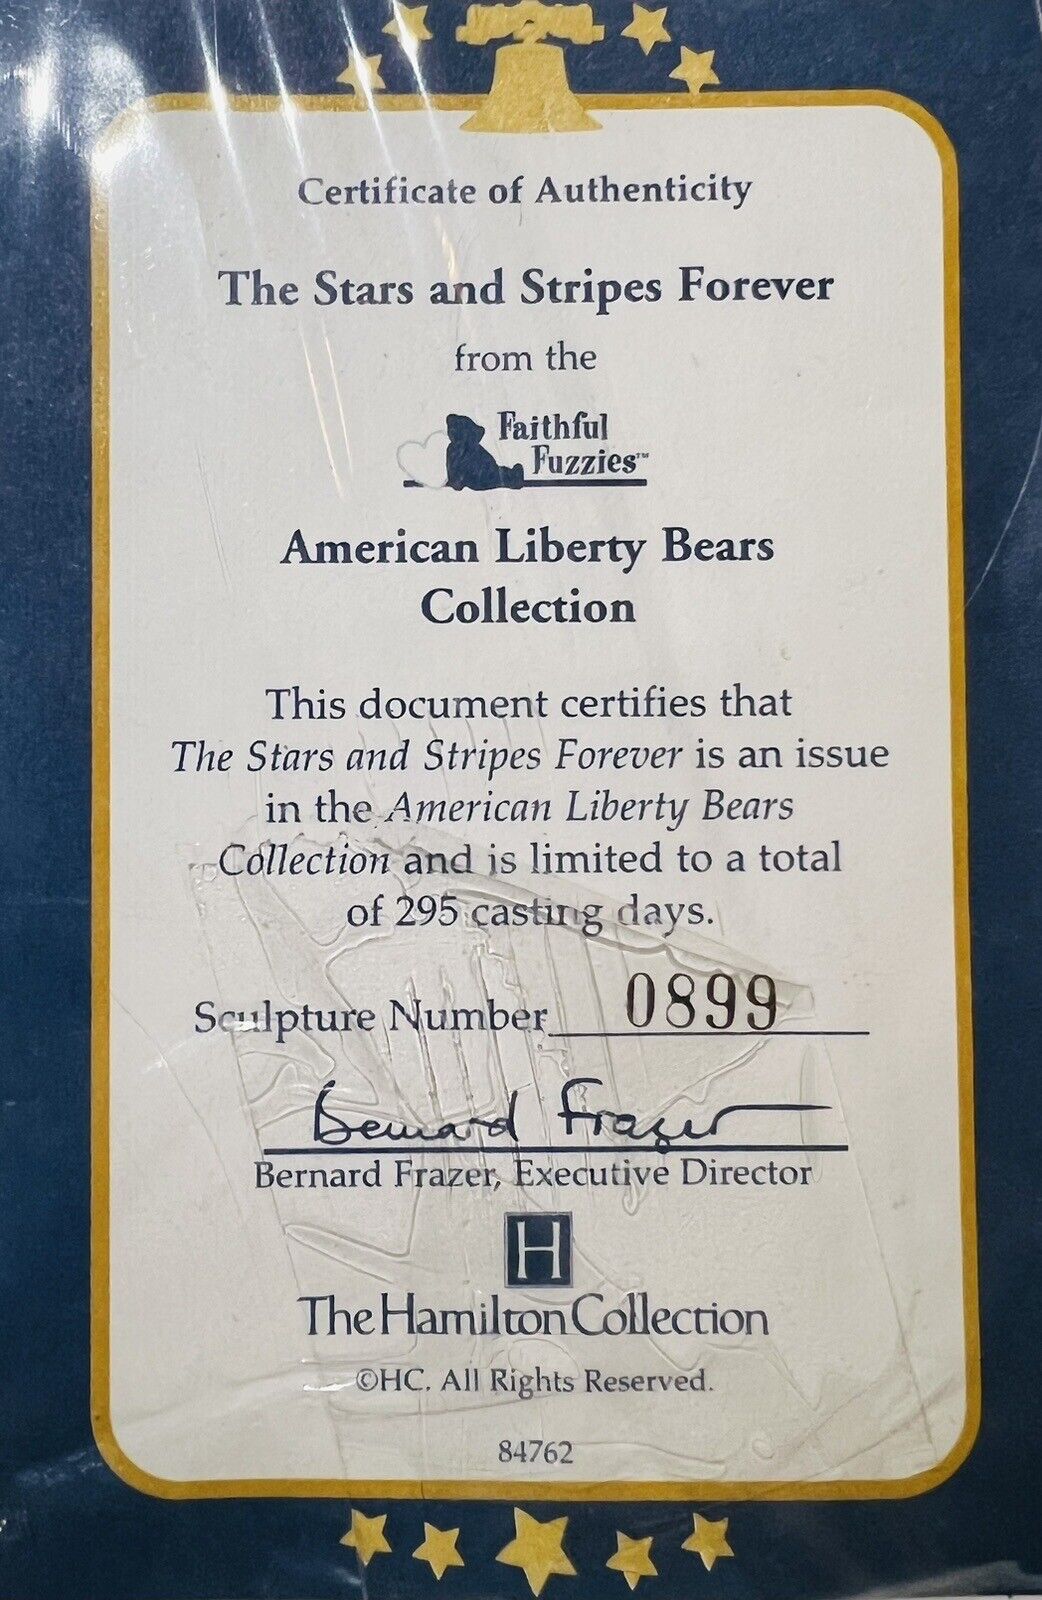 Certificate of Authenticity
The Stars and Stripes Forever
from the
Faithful
Fuzzies™
American Liberty Bears
Collection
This document certifies that
The Stars and Stripes Forever is an issue
in the American Liberty Bears
Collection and is limited to a total
of 295 casting days.
Sculpture Number 0899
Bernard Frazer
Bernard Frazer, Executive Director
H
The Hamilton Collection
©HC. All Rights Reserved.
84762